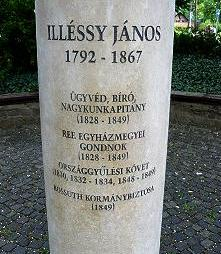 ILLÉSSY JÁNOS
1792 - 1867
ÜGYVÉD, BÍRÓ,
NAGYKUNKAPITÁNY
(1828 - 1849)
REF. EGYHÁZMEGYEI
GONDNOK
(1828 - 1849)
ORSZÁGGYŰLÉSI KÖVET
(1830, 1832 - 1834, 1848 - 1849)
KOSSUTH KORMÁNYBIZTOSA
(1849)